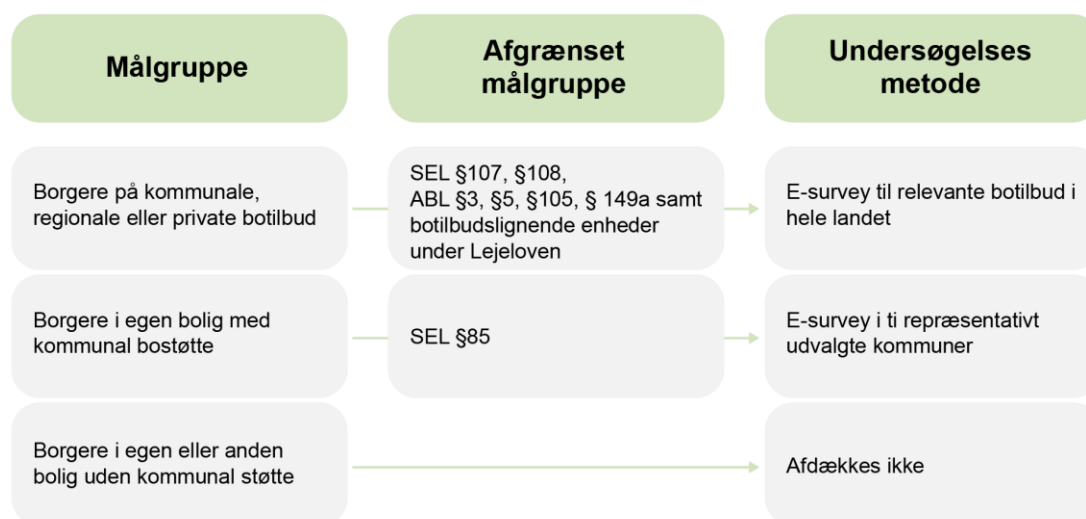 Målgruppe
Afgrænset
målgruppe
Undersøgelses
metode
Borgere på kommunale,
regionale eller private botilbud
SEL §107, §108,
ABL §3, §5, §105, § 149a samt
botilbudslignende enheder
under Lejeloven
E-survey til relevante botilbud i
hele landet
Borgere i egen bolig med
kommunal bostøtte
SEL §85
E-survey i ti repræsentativt
udvalgte kommuner
Borgere i egen eller anden
bolig uden kommunal støtte
Afdækkes ikke